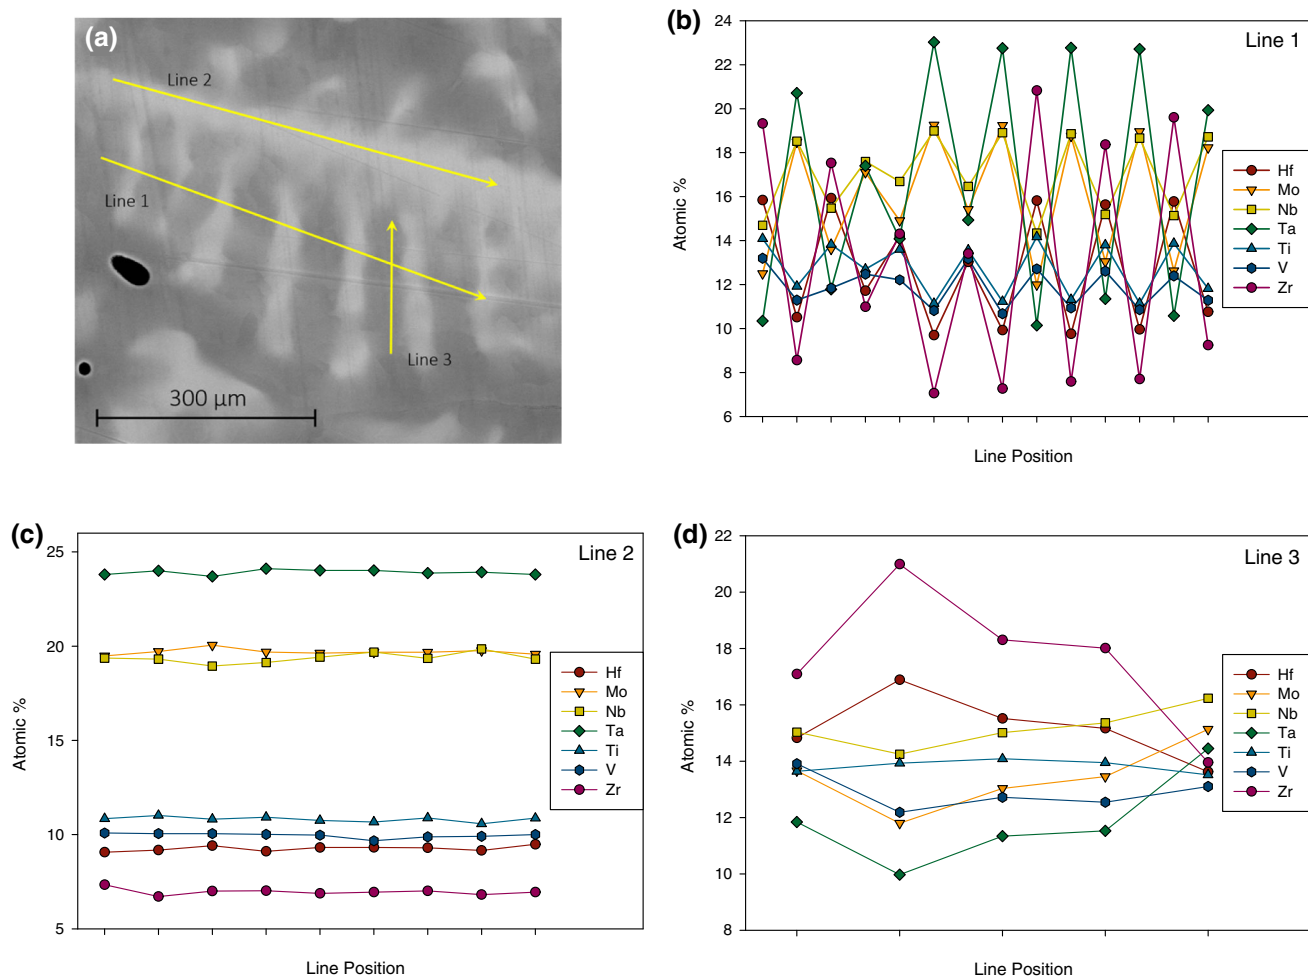 (a)
Line 2
Line 1
Line 3
300 µm
(b)
Line 1
24
22
20
18
16
14
12
10
8
6
Atomic %
Line Position
Hf
Mo
Nb
Ta
Ti
V
Zr
(c)
Line 2
25
20
15
10
5
Atomic %
Line Position
Hf
Mo
Nb
Ta
Ti
V
Zr
(d)
Line 3
22
20
18
16
14
12
10
8
Atomic %
Line Position
Hf
Mo
Nb
Ta
Ti
V
Zr